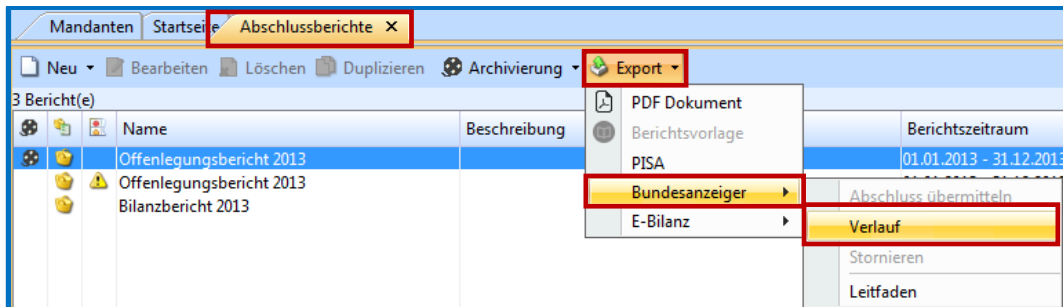 Mandanten Startseite Abschlussberichte X
Neu Bearbeiten Löschen Duplizieren Archivierung Export
3 Bericht(e)
Name Beschreibung Berichtszeitraum
Offenlegungsbericht 2013 01.01.2013 - 31.12.2013
Offenlegungsbericht 2013
Bilanzbericht 2013
PDF Dokument
Berichtsvorlage
PISA
Bundesanzeiger
E-Bilanz
Abschluss übermitteln
Verlauf
Stornieren
Leitfaden